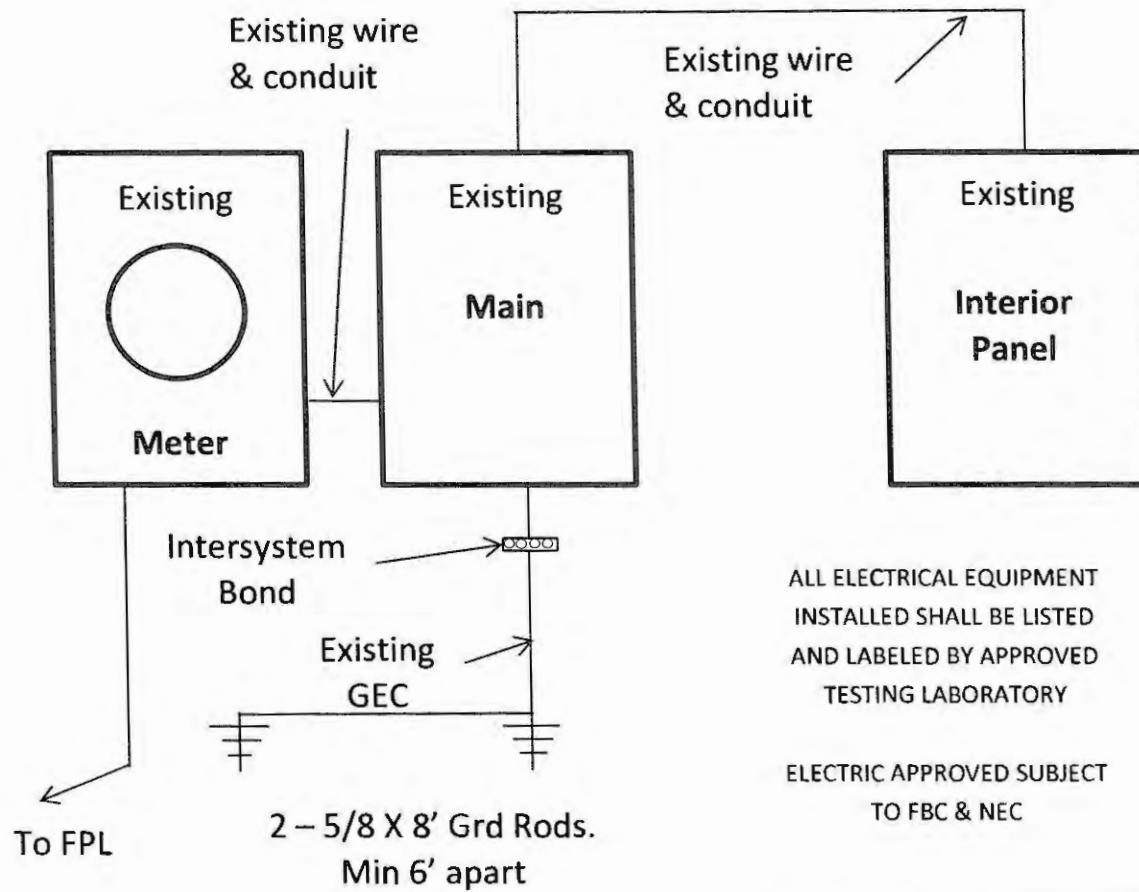 Existing wire
& conduit
Existing wire
& conduit
Existing
Meter
Existing
Main
Existing
Interior
Panel
Intersystem
Bond
Existing
GEC
To FPL
2 – 5/8 X 8’ Grd Rods.
Min 6’ apart
ALL ELECTRICAL EQUIPMENT
INSTALLED SHALL BE LISTED
AND LABELED BY APPROVED
TESTING LABORATORY
ELECTRIC APPROVED SUBJECT
TO FBC & NEC